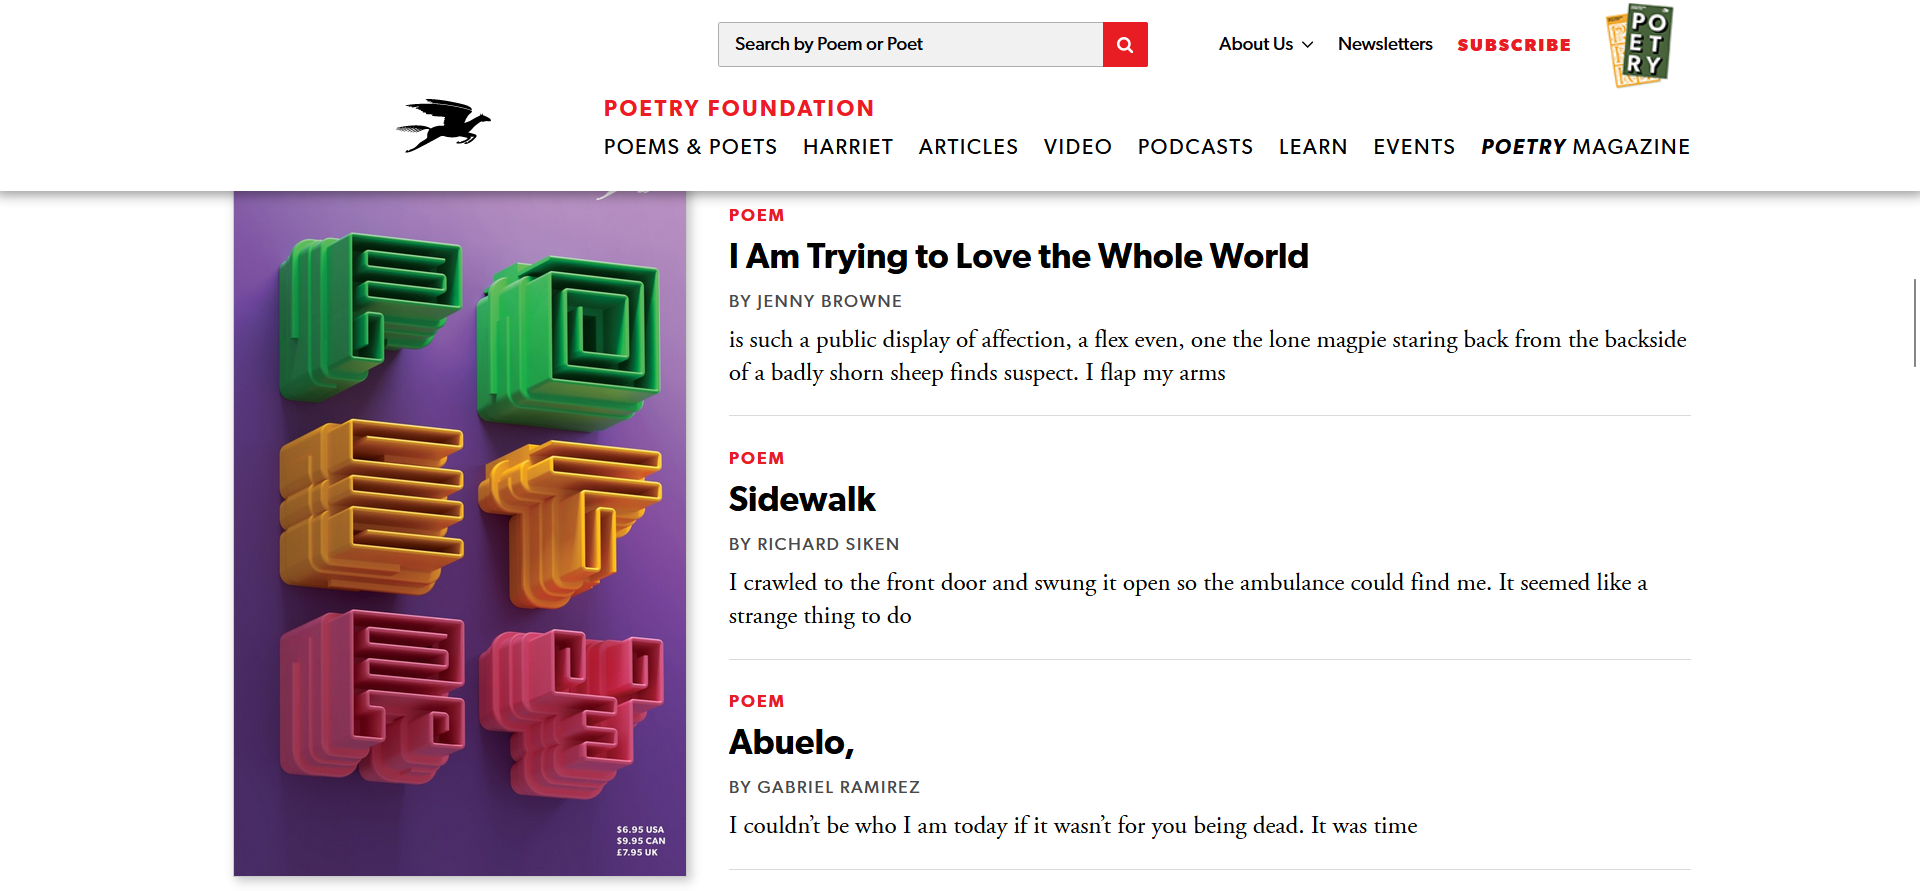 Search by Poem or Poet
About Us
Newsletters
SUBSCRIBE
PO
ET
RY
POETRY FOUNDATION
POEMS & POETS HARRIET ARTICLES VIDEO PODCASTS LEARN EVENTS POETRY MAGAZINE
PO
ET
RY
$6.95 USA
$9.95 CAN
£7.95 UK
POEM
I Am Trying to Love the Whole World
BY JENNY BROWNE
is such a public display of affection, a flex even, one the lone magpie staring back from the backside
of a badly shorn sheep finds suspect. I flap my arms
POEM
Sidewalk
BY RICHARD SIKEN
I crawled to the front door and swung it open so the ambulance could find me. It seemed like a
strange thing to do
POEM
Abuelo,
BY GABRIEL RAMIREZ
I couldn’t be who I am today if it wasn’t for you being dead. It was time